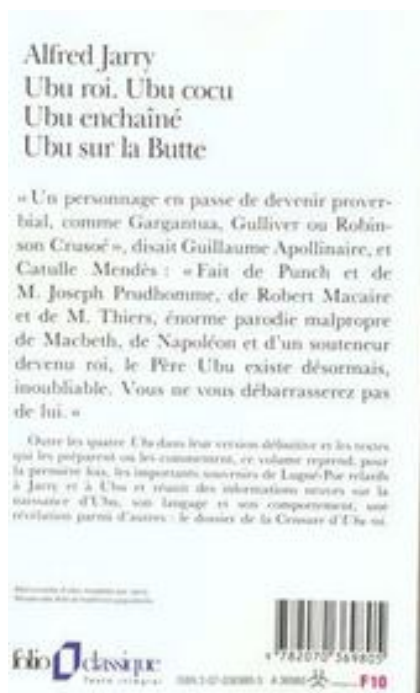 Alfred Jarry
Ubu roi. Ubu cocu
Ubu enchaîné
Ubu sur la Butte
« Un personnage en passe de devenir prover-
bial, comme Gargantua, Gulliver ou Robin-
son Crusoé », disait Guillaume Apollinaire, et
Catulle Mendès : « Fait de Punch et de
M. Joseph Prudhomme, de Robert Macaire
et de M. Thiers, énorme parodie malpropre
de Macbeth, de Napoléon et d'un souteneur
devenu roi, le Père Ubu existe désormais,
inoubliable. Vous ne vous débarrasserez pas
de lui. »
Outre les quatre Ubu dans leur version définitive et les textes
qui les préparent ou les commentent, ce volume reprend, pour
la première fois, les importants souvenirs de Lugné-Poe relatifs
à Jarry et à Ubu et réunit des informations neuves sur la
naissance d'Ubu, son langage et son comportement, une
révélation parmi d'autres : le dossier de la Censure d'Ubu roi.
9 782070 369805
folio classique
Texte intégral
F10